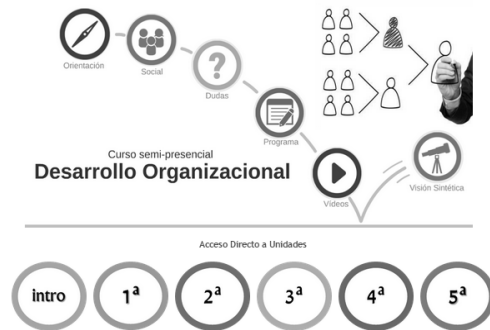 Orientación
Social
?
Dudas
Programa
Curso semi-presencial
Desarrollo Organizacional
Vídeos
Visión Sintética
Acceso Directo a Unidades
intro
1ª
2ª
3ª
4ª
5ª